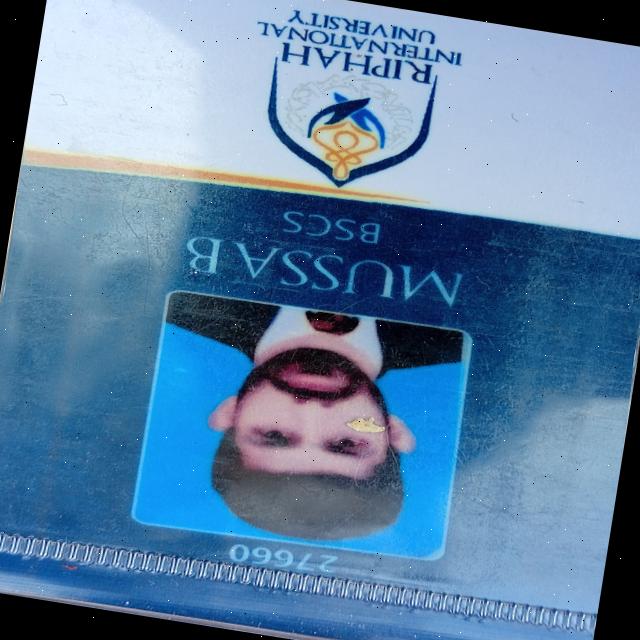 RIPHAH
INTERNATIONAL
UNIVERSITY
BSCS
MUSSAB
27660